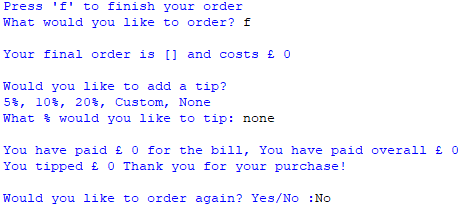 Press 'f' to finish your order
What would you like to order? f
Your final order is [] and costs £ 0
Would you like to add a tip?
5%, 10%, 20%, Custom, None
What % would you like to tip: none
You have paid £ 0 for the bill, You have paid overall £ 0
You tipped £ 0 Thank you for your purchase!
Would you like to order again? Yes/No :No